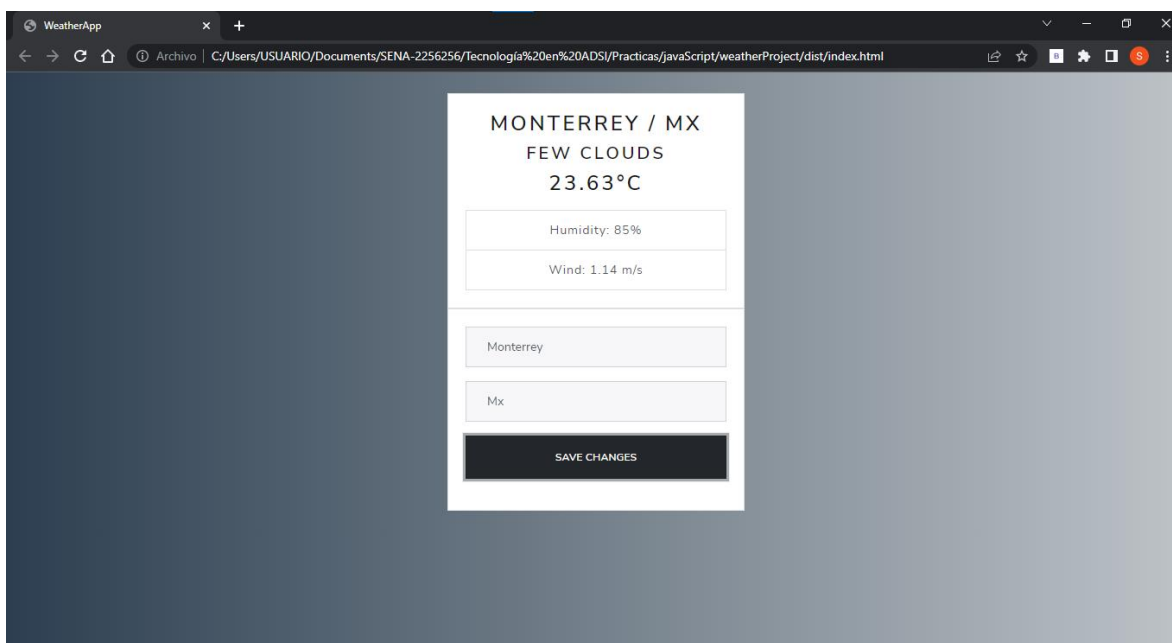 WeatherApp
Archivo C:/Users/USUARIO/Documents/SENA-2256256/Tecnología%20en%20ADSI/Practicas/javaScript/weatherProject/dist/index.html
B
S
MONTERREY / MX
FEW CLOUDS
23.63°C
Humidity: 85%
Wind: 1.14 m/s
Monterrey
Mx
SAVE CHANGES